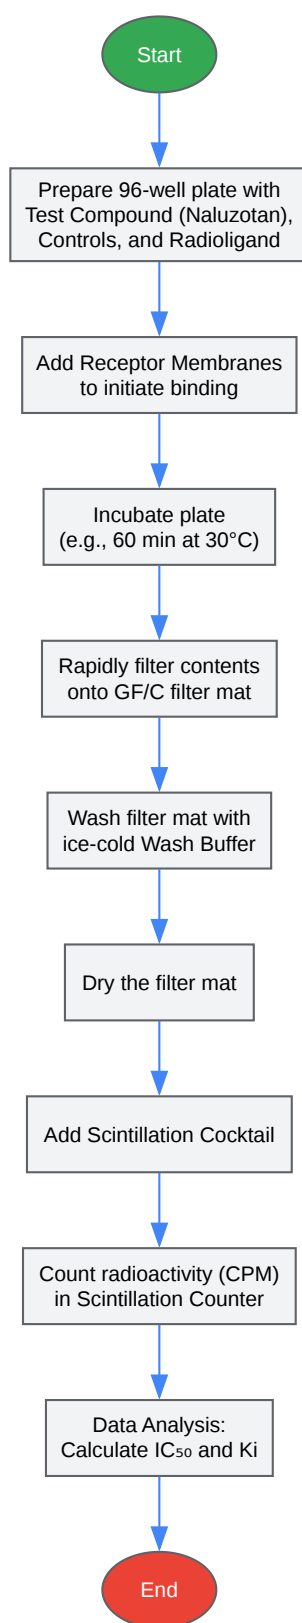 Start
Prepare 96-well plate with
Test Compound (Naluzotan),
Controls, and Radioligand
Add Receptor Membranes
to initiate binding
Incubate plate
(e.g., 60 min at 30°C)
Rapidly filter contents
onto GF/C filter mat
Wash filter mat with
ice-cold Wash Buffer
Dry the filter mat
Add Scintillation Cocktail
Count radioactivity (CPM)
in Scintillation Counter
Data Analysis:
Calculate IC₅₀ and Ki
End